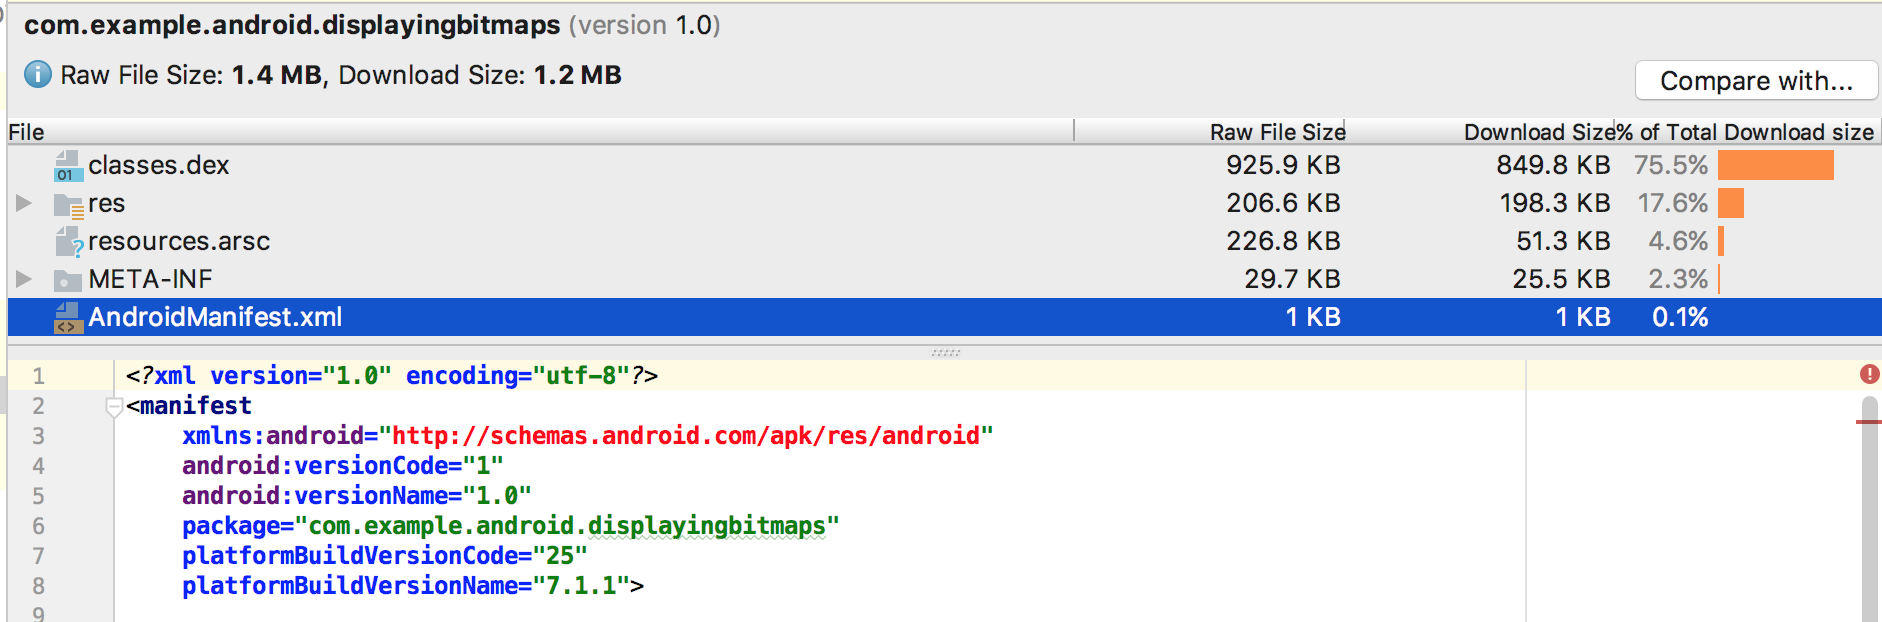 com.example.android.displayingbitmaps (version 1.0)
Raw File Size: 1.4 MB, Download Size: 1.2 MB
Compare with...
File Raw File Size Download Size % of Total Download size
01 classes.dex 925.9 KB 849.8 KB 75.5%
res 206.6 KB 198.3 KB 17.6%
resources.arsc 226.8 KB 51.3 KB 4.6%
META-INF 29.7 KB 25.5 KB 2.3%
AndroidManifest.xml 1 KB 1 KB 0.1%
1 <?xml version="1.0" encoding="utf-8"?>
2 <manifest
3 xmlns:android="http://schemas.android.com/apk/res/android"
4 android:versionCode="1"
5 android:versionName="1.0"
6 package="com.example.android.displayingbitmaps"
7 platformBuildVersionCode="25"
8 platformBuildVersionName="7.1.1">
9